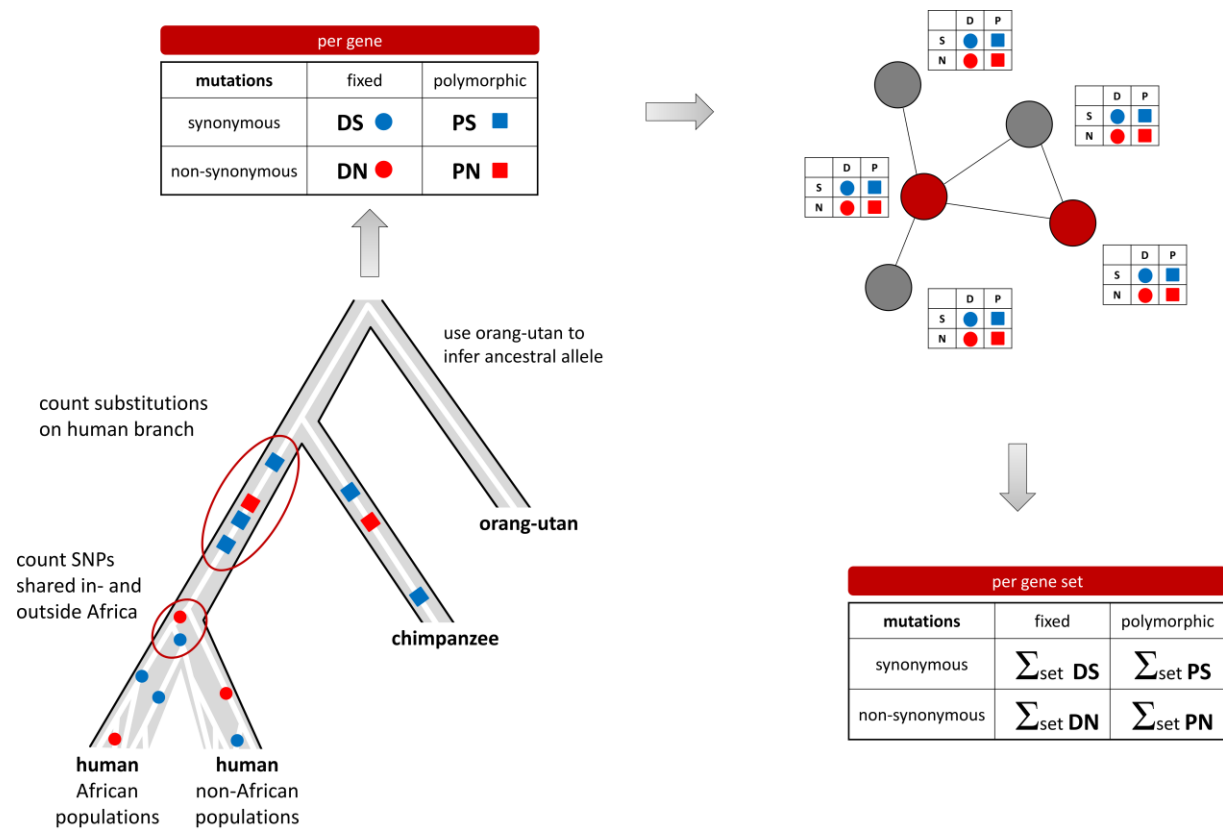 per gene
mutations fixed polymorphic
synonymous DS PS
non-synonymous DN PN
D P
S
N
D P
S
N
D P
S
N
D P
S
N
D P
S
N
use orang-utan to
infer ancestral allele
count substitutions
on human branch
orang-utan
count SNPs
shared in- and
outside Africa
chimpanzee
human
African
populations
human
non-African
populations
per gene set
mutations fixed polymorphic
synonymous ∑set DS ∑set PS
non-synonymous ∑set DN ∑set PN